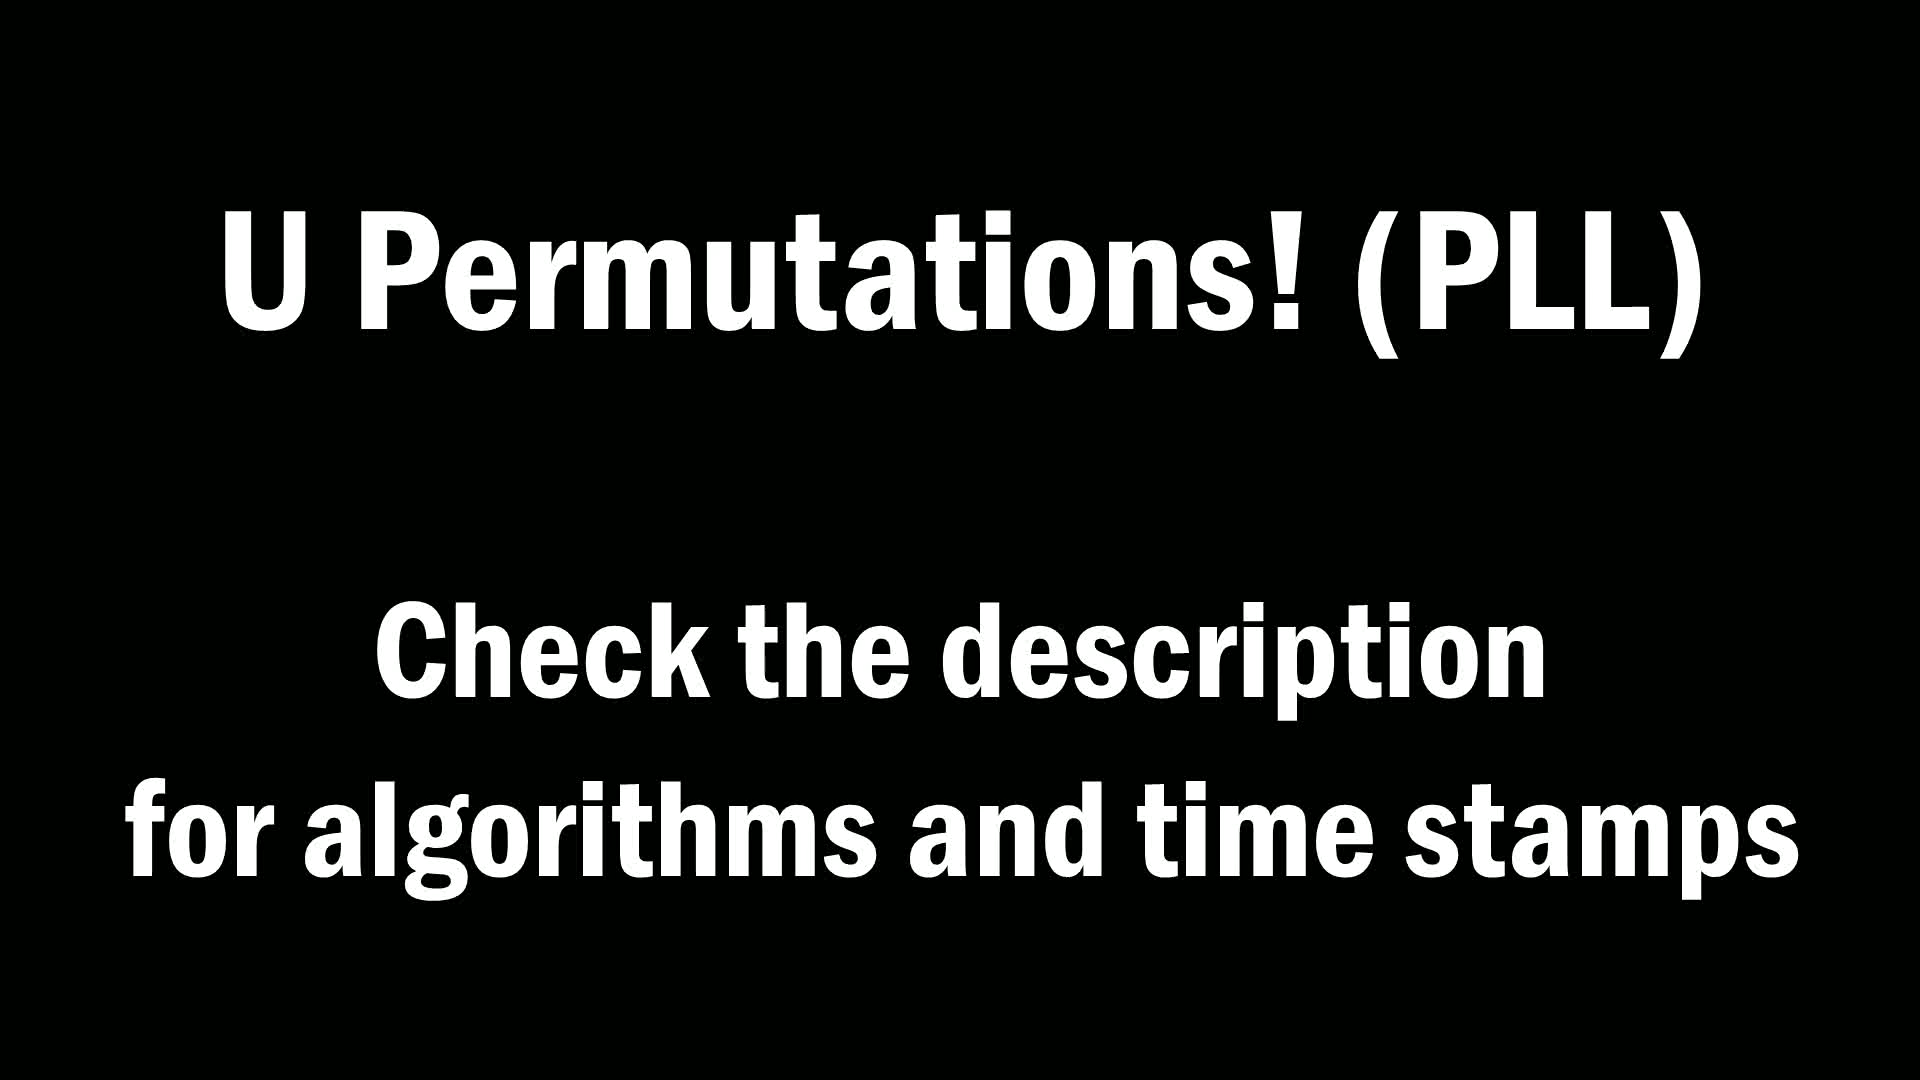 U Permutations! (PLL)
Check the description
for algorithms and time stamps